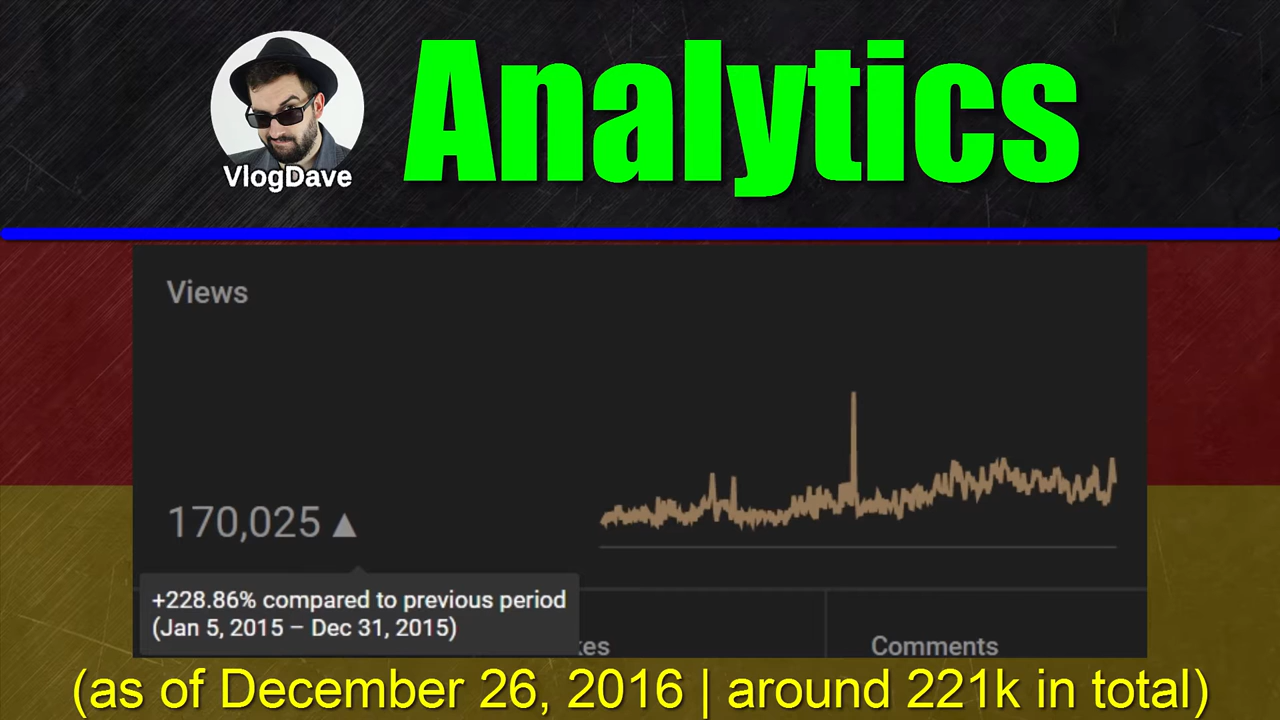 Analytics
VlogDave
Views
170,025 ▲
+228.86% compared to previous period
(Jan 5, 2015 – Dec 31, 2015)
Comments
(as of December 26, 2016 | around 221k in total)